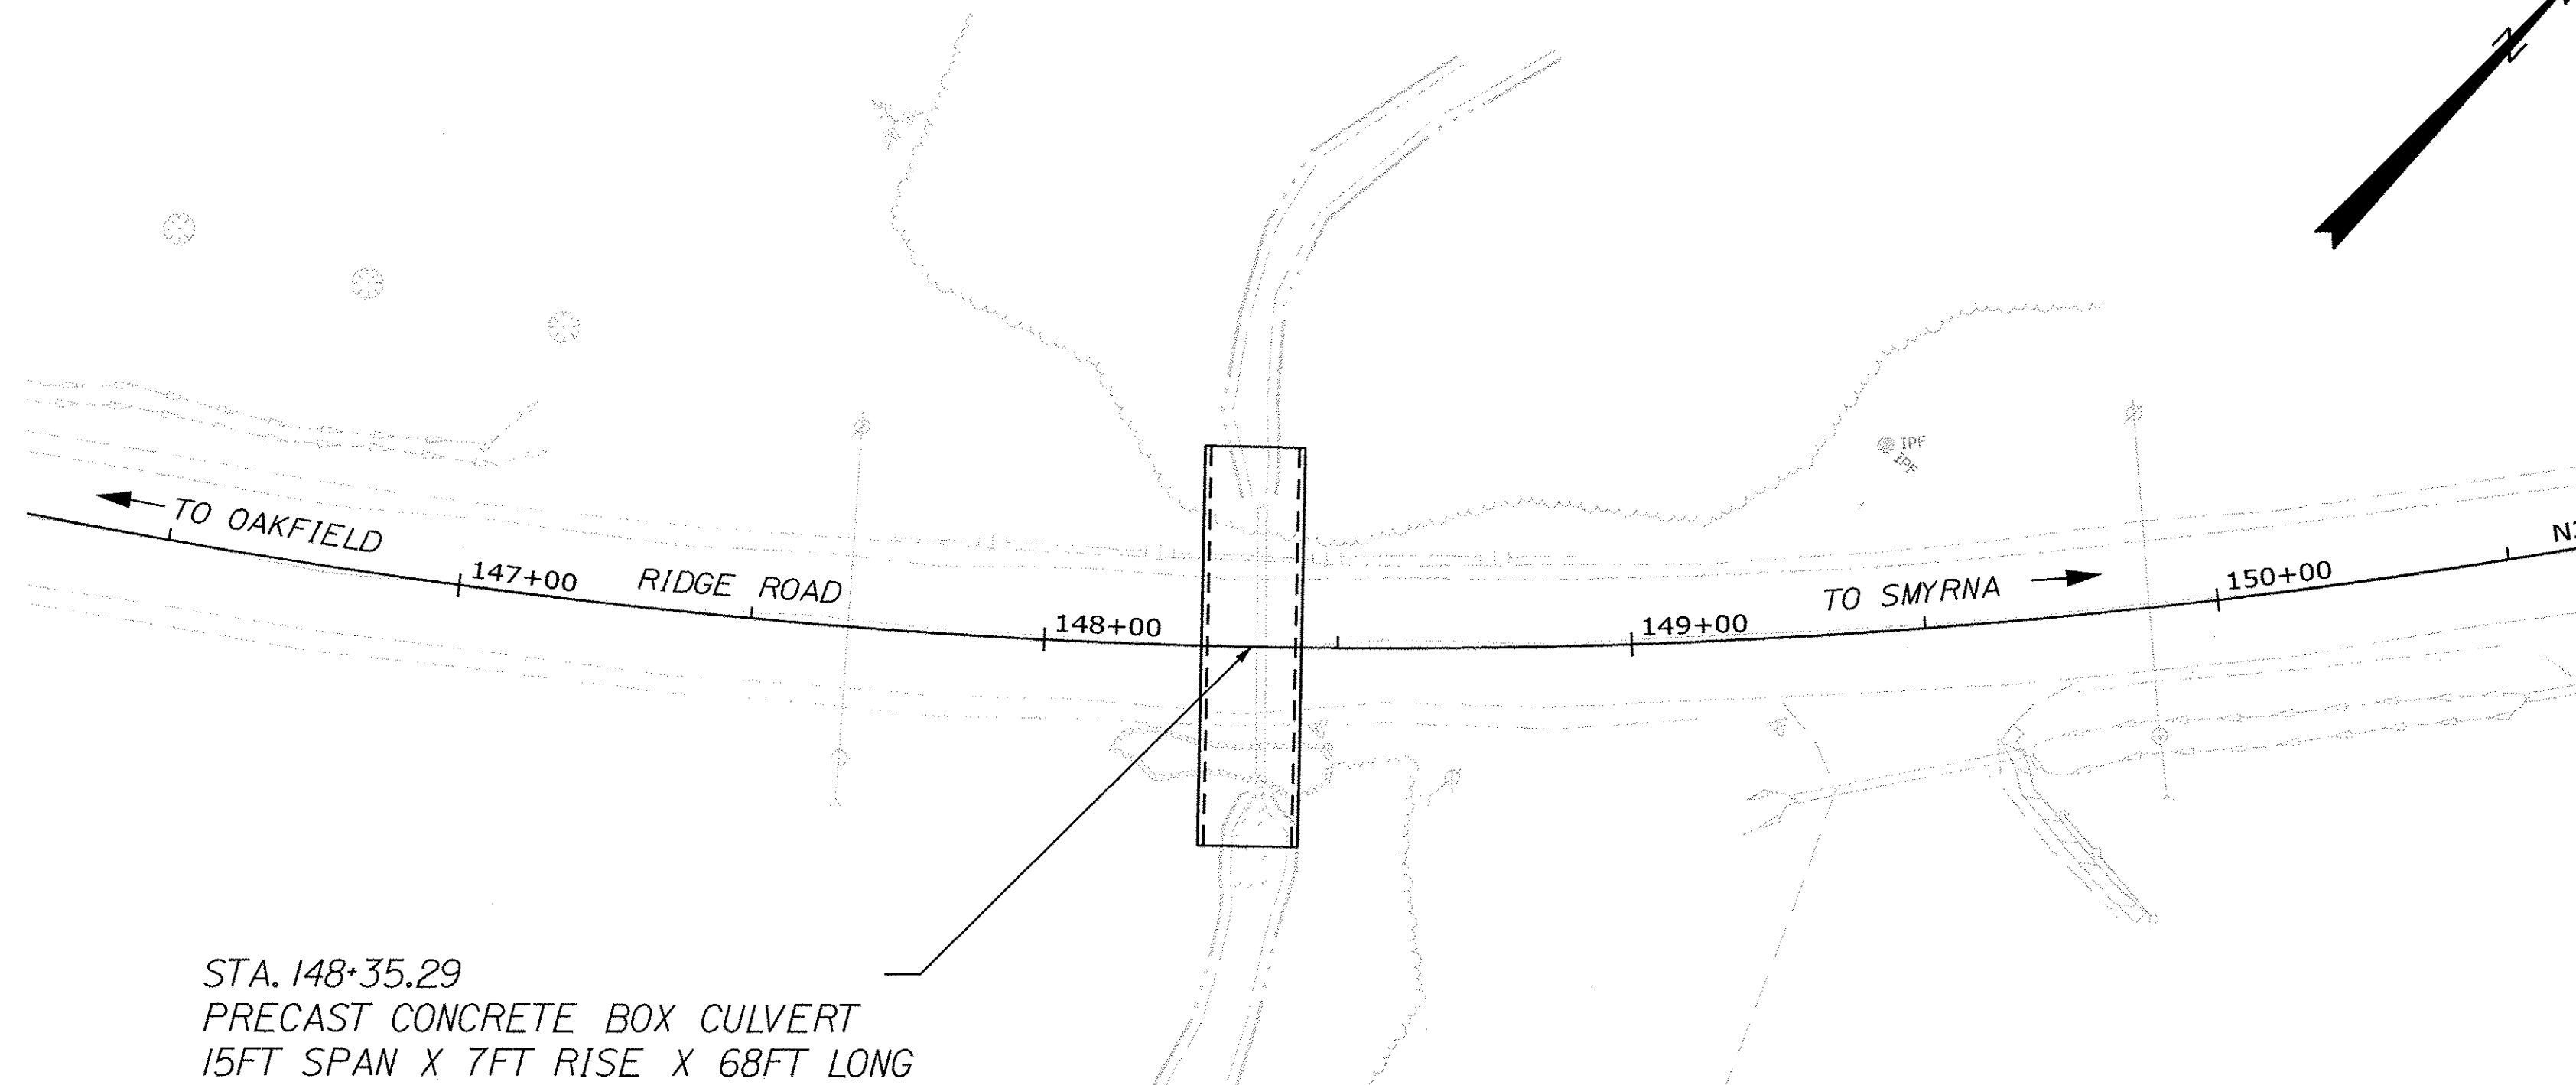 N
IPF
IPF
TO OAKFIELD
147+00
RIDGE ROAD
148+00
149+00
TO SMYRNA
150+00
STA. 148+35.29
PRECAST CONCRETE BOX CULVERT
15FT SPAN X 7FT RISE X 68FT LONG